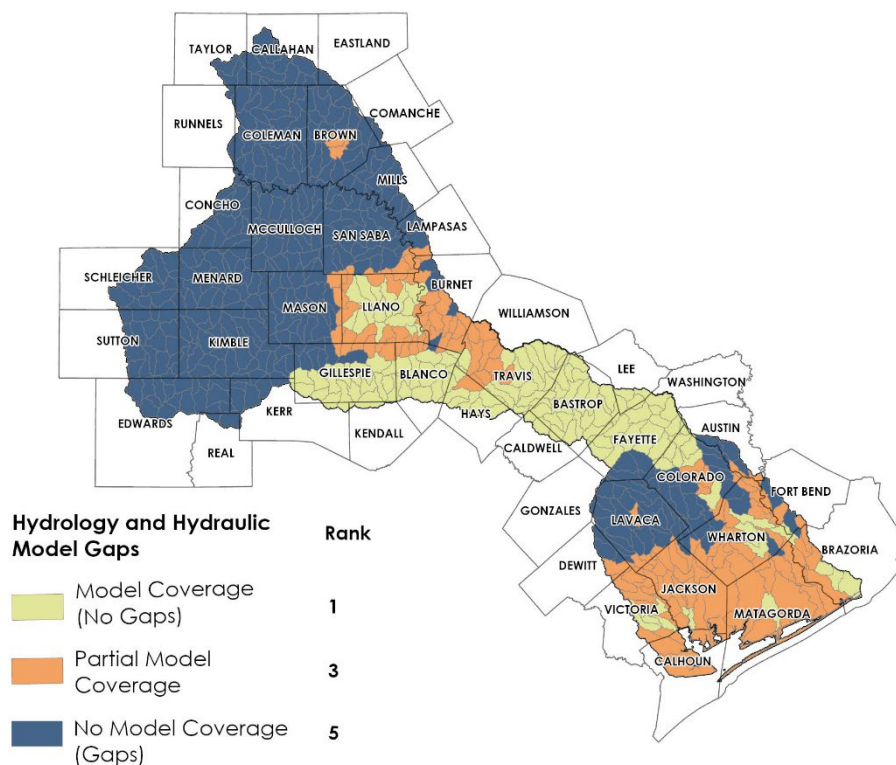 EASTLAND
TAYLOR
CALLAHAN
COMANCHE
RUNNELS
COLEMAN
BROWN
MILLS
CONCHO
LAMPASAS
MCCULLOCH
SAN SABA
SCHLEICHER
MENARD
BURNET
MASON
LLANO
WILLIAMSON
SUTTON
KIMBLE
LEE
GILLESPIE
BLANCO
TRAVIS
WASHINGTON
BASTROP
EDWARDS
KERR
HAYS
AUSTIN
REAL
KENDALL
CALDWELL
FAYETTE
COLORADO
FORT BEND
GONZALES
LAVACA
WHARTON
BRAZORIA
DEWITT
JACKSON
VICTORIA
MATAGORDA
CALHOUN
Hydrology and Hydraulic
Model Gaps
Rank
Model Coverage
(No Gaps)
1
Partial Model
Coverage
3
No Model Coverage
(Gaps)
5